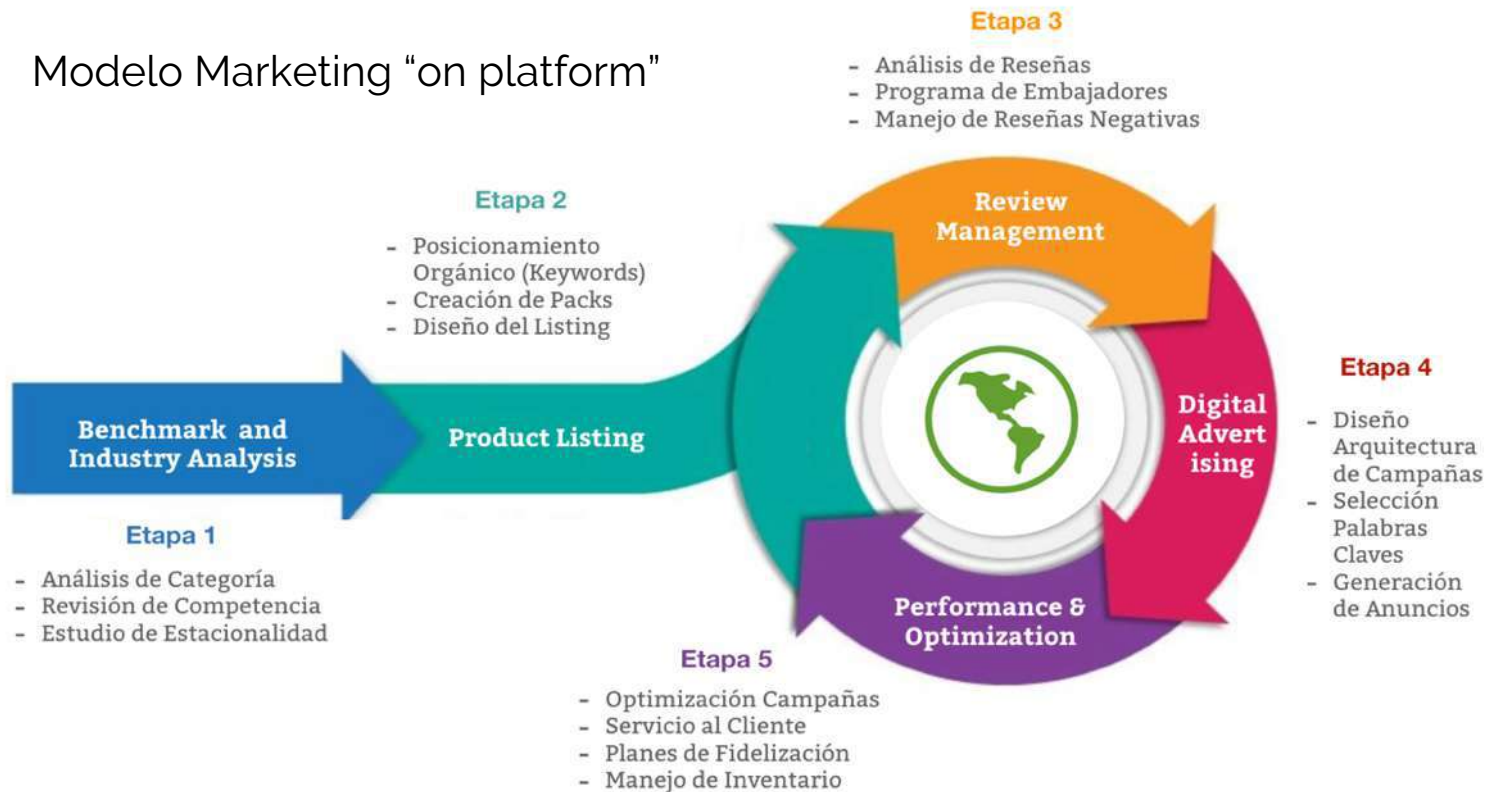 Modelo Marketing “on platform”
Etapa 1
Benchmark and
Industry Analysis
- Análisis de Categoría
- Revisión de Competencia
- Estudio de Estacionalidad
Etapa 2
Product Listing
- Posicionamiento
Orgánico (Keywords)
- Creación de Packs
- Diseño del Listing
Etapa 3
- Análisis de Reseñas
- Programa de Embajadores
- Manejo de Reseñas Negativas
Review
Management
Etapa 4
Digital
Advert
ising
- Diseño
Arquitectura
de Campañas
- Selección
Palabras
Claves
- Generación
de Anuncios
Performance &
Optimization
Etapa 5
- Optimización Campañas
- Servicio al Cliente
- Planes de Fidelización
- Manejo de Inventario